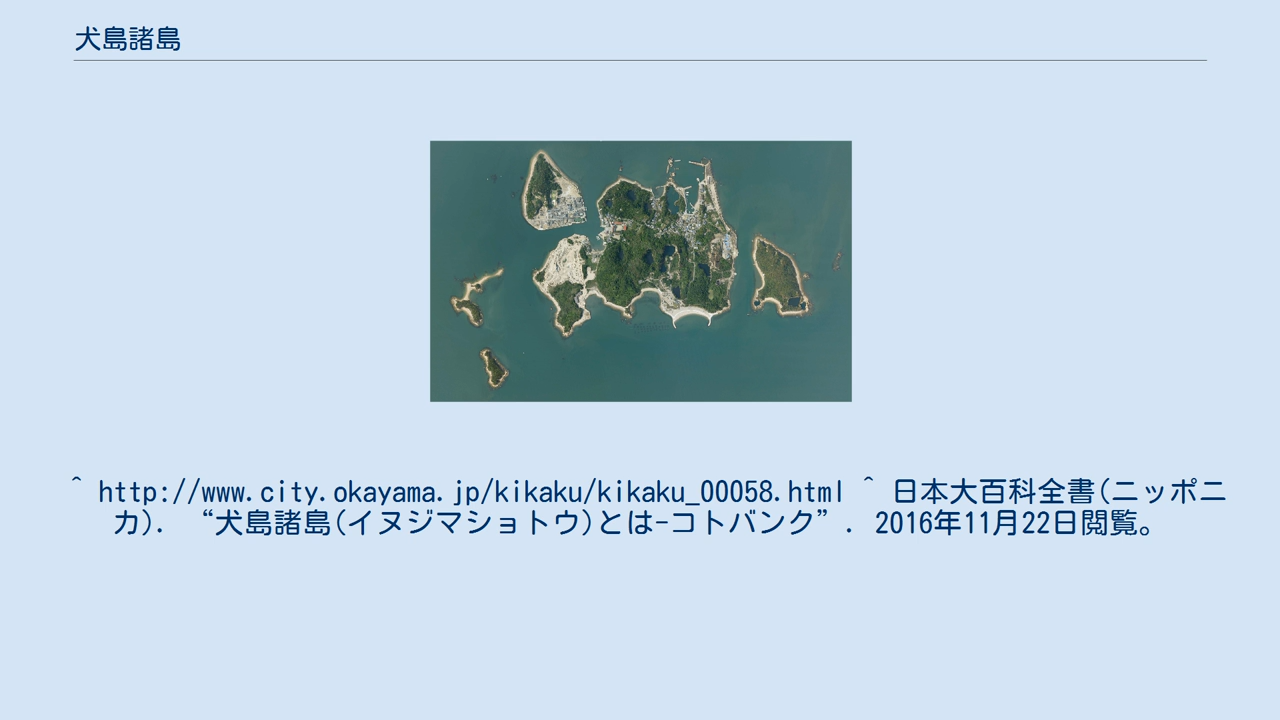 犬島諸島
^ http://www.city.okayama.jp/kikaku/kikaku_00058.html ^ 日本大百科全書(ニッポニ
カ). “犬島諸島(イヌジマショトウ)とは-コトバンク”. 2016年11月22日閲覧。